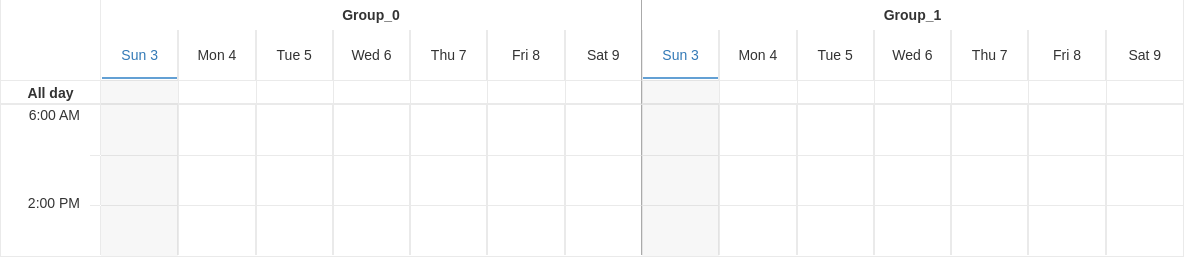 Group_0 Group_1
Sun 3 Mon 4 Tue 5 Wed 6 Thu 7 Fri 8 Sat 9 Sun 3 Mon 4 Tue 5 Wed 6 Thu 7 Fri 8 Sat 9
All day
6:00 AM
2:00 PM